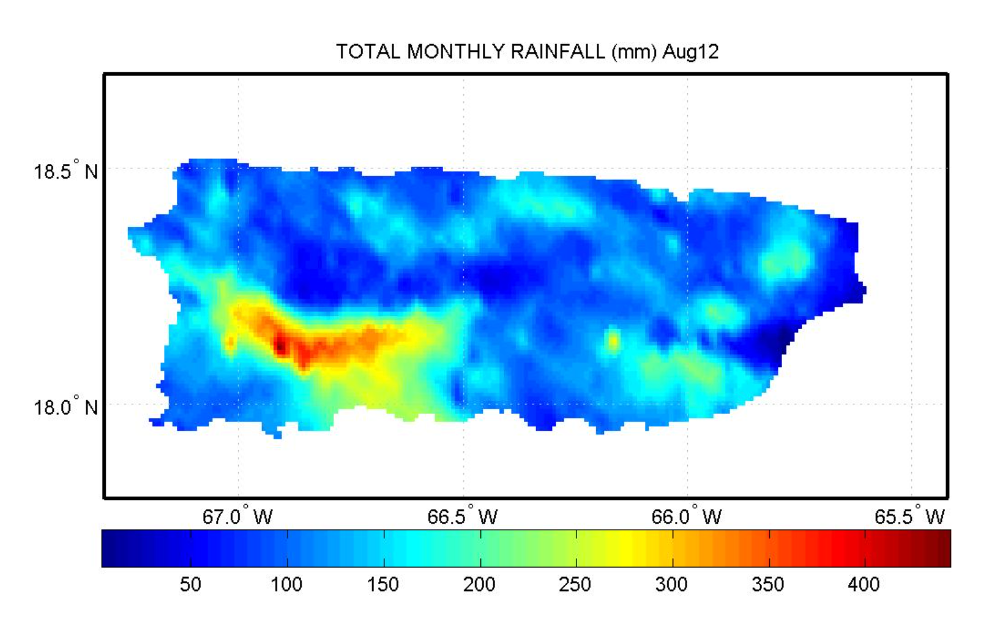 TOTAL MONTHLY RAINFALL (mm) Aug12
18.5° N
18.0° N
67.0° W 66.5° W 66.0° W 65.5° W
50 100 150 200 250 300 350 400